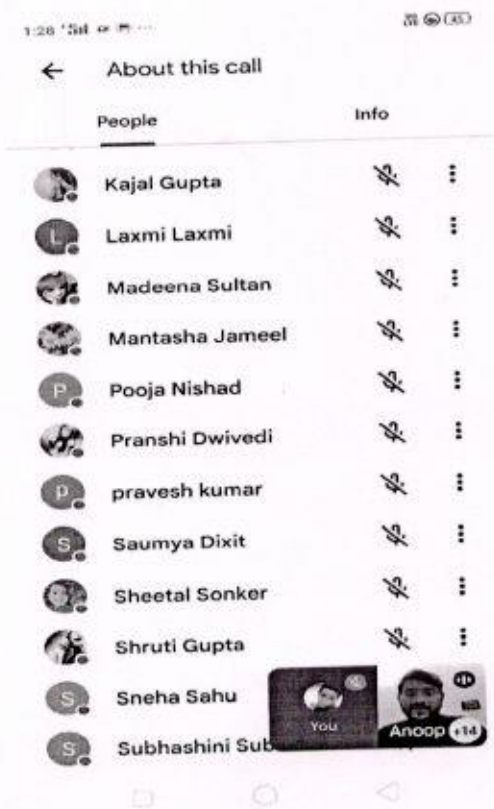 1:28
45
← About this call
People Info
Kajal Gupta
L Laxmi Laxmi
Madeena Sultan
Mantasha Jameel
P Pooja Nishad
Pranshi Dwivedi
p pravesh kumar
S Saumya Dixit
Sheetal Sonker
Shruti Gupta
S Sneha Sahu
You
Anoop +14
S Subhashini Sub